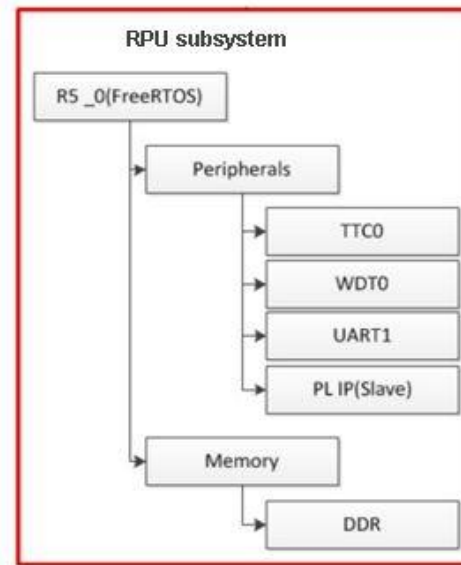 RPU subsystem
R5 _0(FreeRTOS)
Peripherals
TTC0
WDT0
UART1
PL IP(Slave)
Memory
DDR